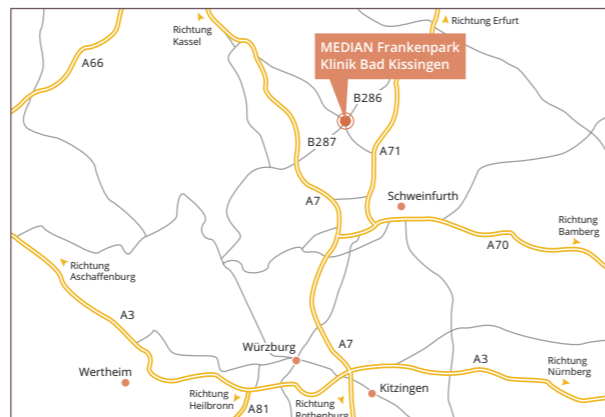 Richtung
Kassel
Richtung Erfurt
MEDIAN Frankenpark
Klinik Bad Kissingen
A66
B286
B287
A71
A7
Schweinfurth
Richtung
Bamberg
A70
Richtung
Aschaffenburg
A3
Würzburg
A7
A3
Wertheim
Richtung
Nürnberg
Kitzingen
Richtung
Heilbronn
A81
Richtung
Rothenburg